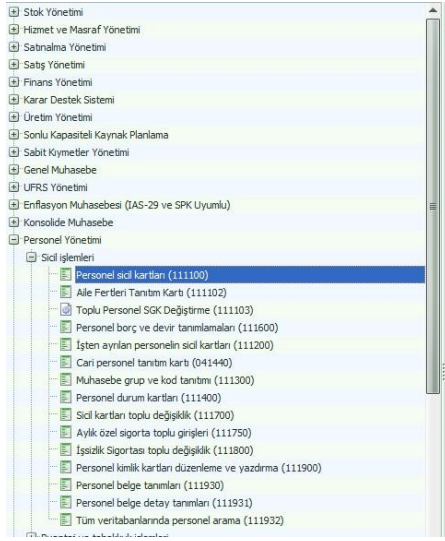 Stok Yönetimi
Hizmet ve Masraf Yönetimi
Satınalma Yönetimi
Satış Yönetimi
Finans Yönetimi
Karar Destek Sistemi
Üretim Yönetimi
Sonlu Kapasiteli Kaynak Planlama
Sabit Kıymetler Yönetimi
Genel Muhasebe
UFRS Yönetimi
Enflasyon Muhasebesi (IAS-29 ve SPK Uyumlu)
Konsolide Muhasebe
Personel Yönetimi
Sicil işlemleri
Personel sicil kartları (111100)
Aile Fertleri Tanıtım Kartı (111102)
Toplu Personel SGK Değiştirme (111103)
Personel borç ve devir tanımlamaları (111600)
İşten ayrılan personelin sicil kartları (111200)
Cari personel tanıtım kartı (041440)
Muhasebe grup ve kod tanıtımı (111300)
Personel durum kartları (111400)
Sicil kartları toplu değişiklik (111700)
Aylık özel sigorta toplu girişleri (111750)
İşsizlik Sigortası toplu değişiklik (111800)
Personel kimlik kartları düzenleme ve yazdırma (111900)
Personel belge tanımları (111930)
Personel belge detay tanımları (111931)
Tüm veritabanlarında personel arama (111932)